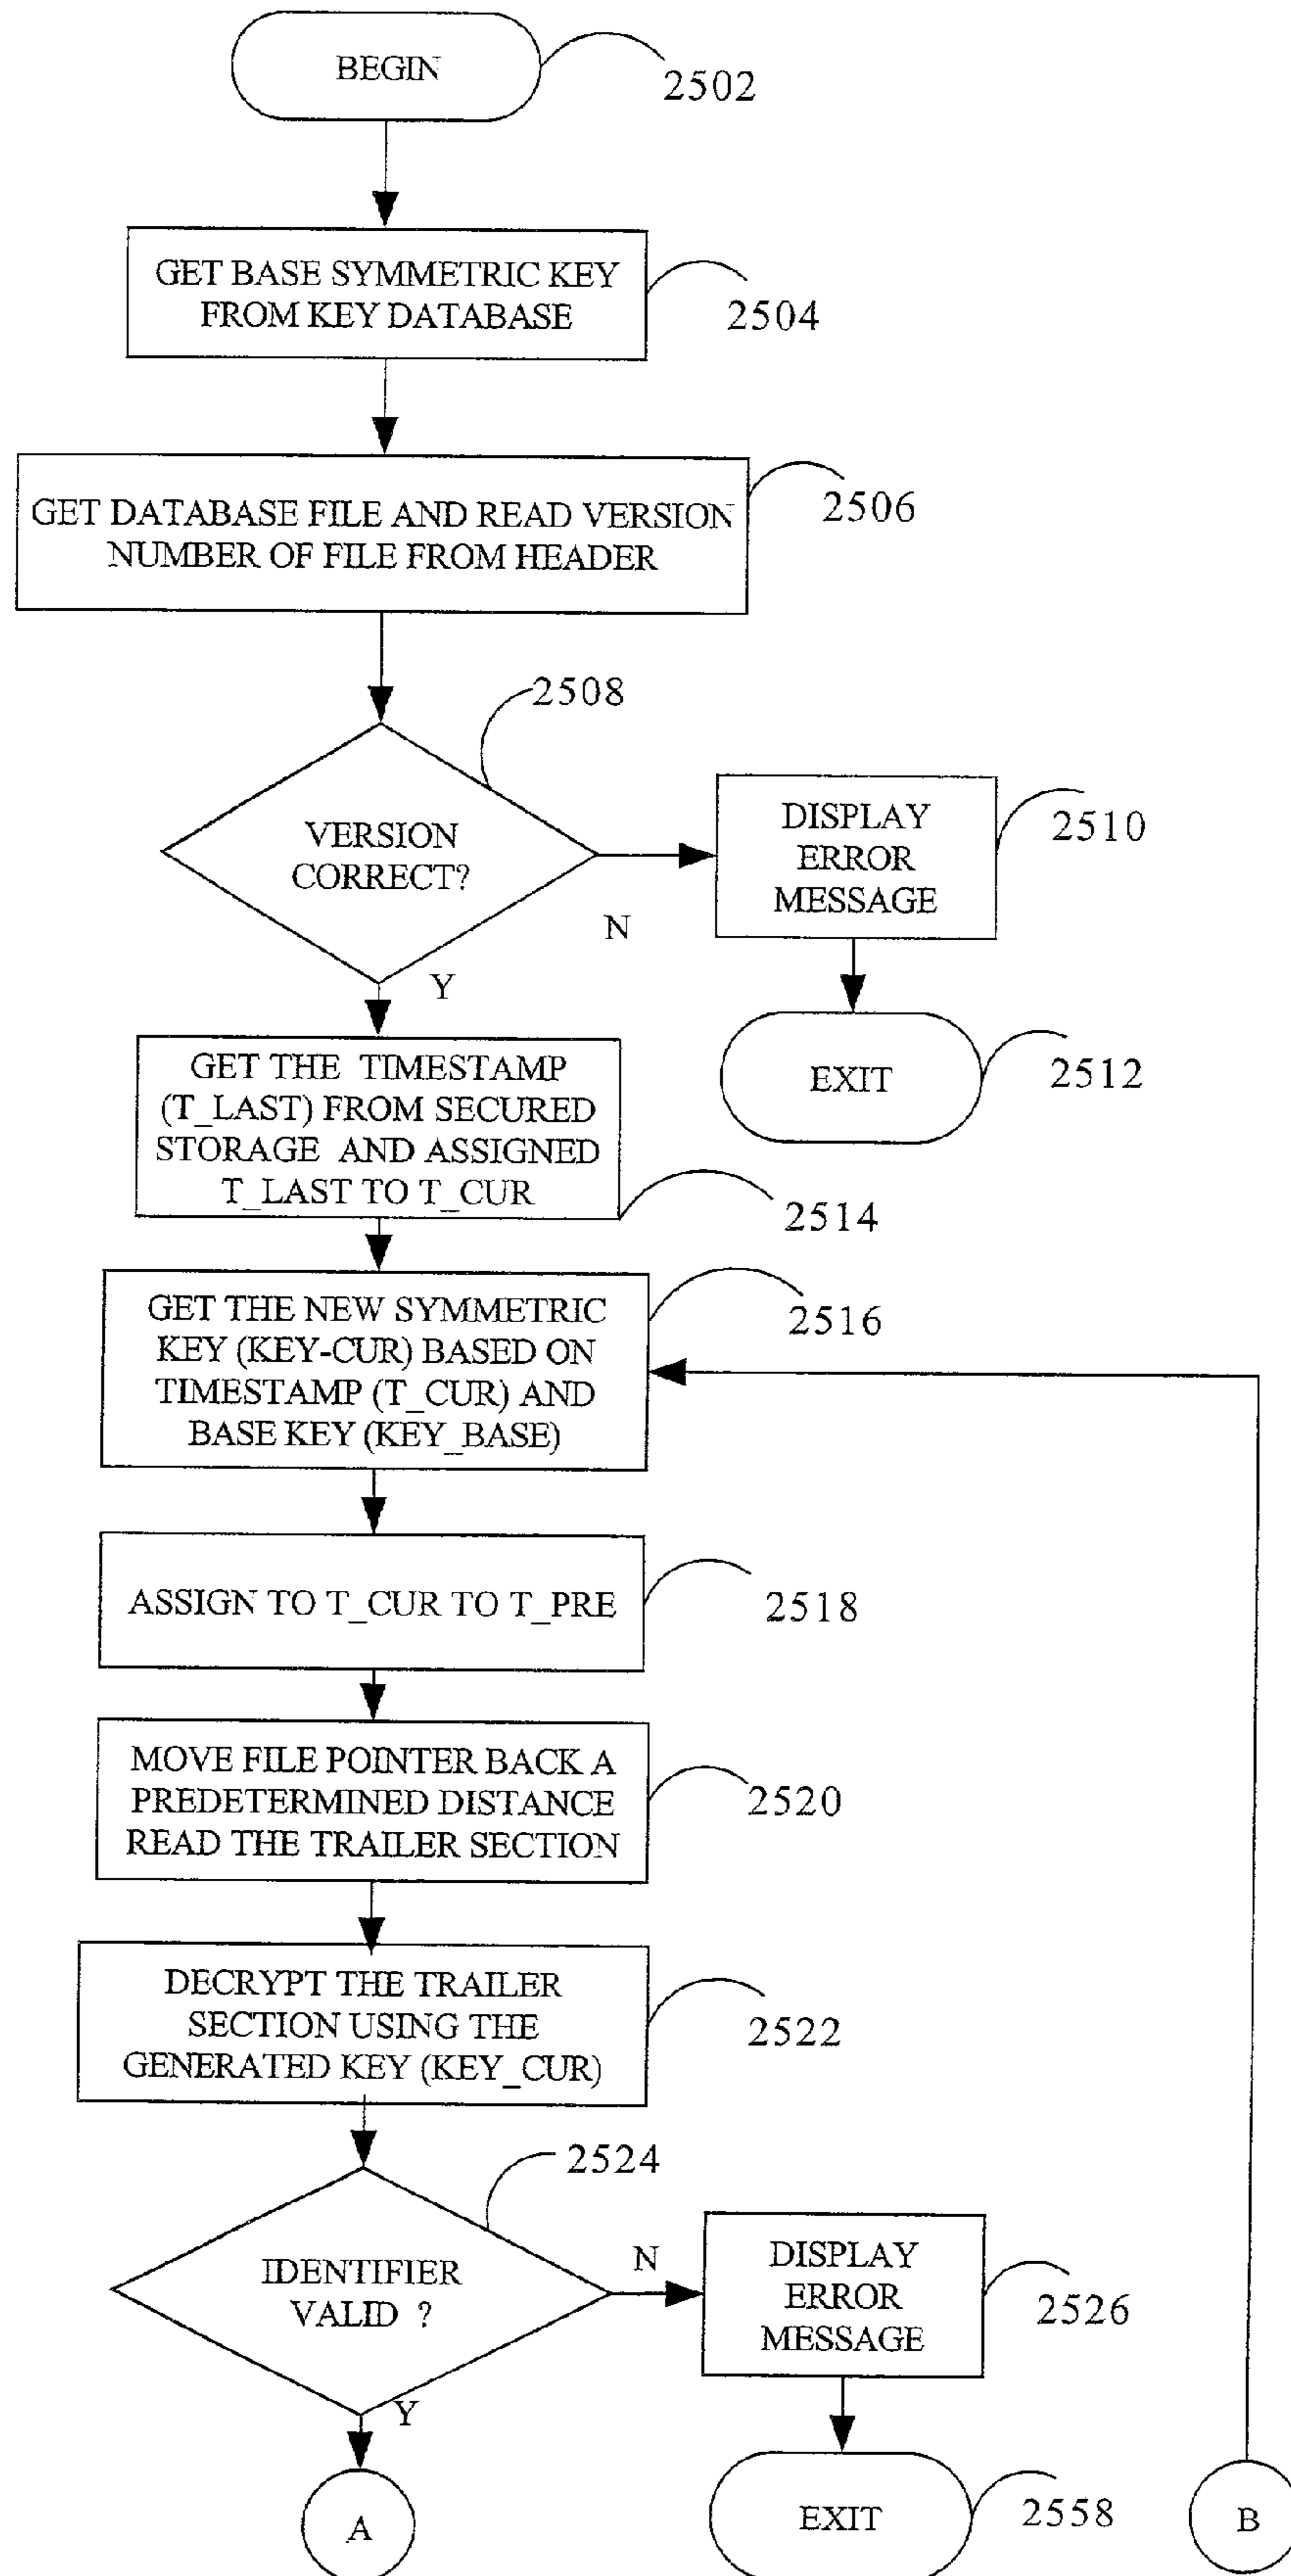 BEGIN
2502
GET BASE SYMMETRIC KEY
FROM KEY DATABASE
2504
GET DATABASE FILE AND READ VERSION
NUMBER OF FILE FROM HEADER
2506
2508
VERSION
CORRECT?
N
Y
DISPLAY
ERROR
MESSAGE
2510
EXIT
2512
GET THE TIMESTAMP
(T_LAST) FROM SECURED
STORAGE AND ASSIGNED
T_LAST TO T_CUR
2514
GET THE NEW SYMMETRIC
KEY (KEY-CUR) BASED ON
TIMESTAMP (T_CUR) AND
BASE KEY (KEY_BASE)
2516
ASSIGN TO T_CUR TO T_PRE
2518
MOVE FILE POINTER BACK A
PREDETERMINED DISTANCE
READ THE TRAILER SECTION
2520
DECRYPT THE TRAILER
SECTION USING THE
GENERATED KEY (KEY_CUR)
2522
2524
IDENTIFIER
VALID ?
N
Y
DISPLAY
ERROR
MESSAGE
2526
A
EXIT
2558
B